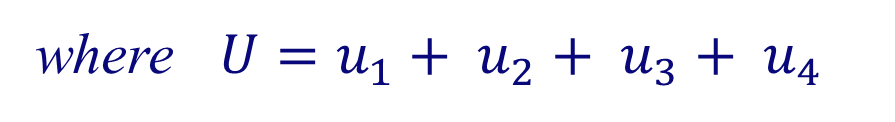 where U = u₁ + u₂ + u₃ + u₄